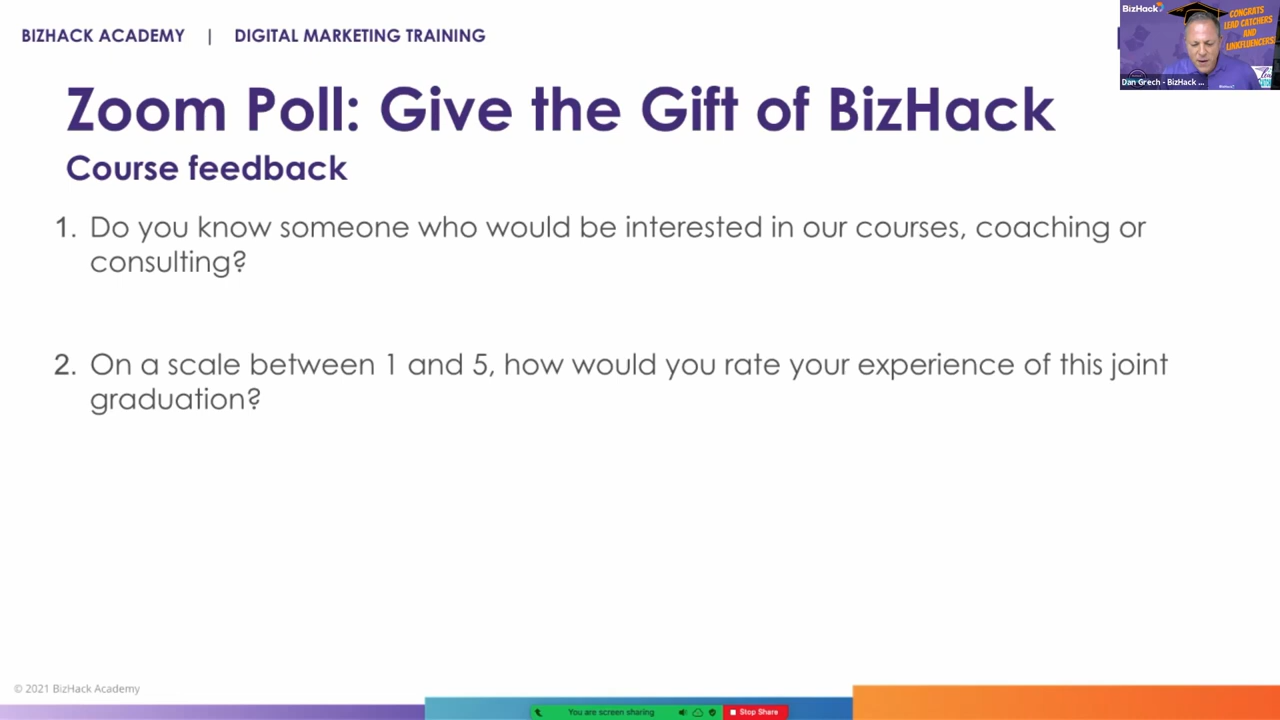 BIZHACK ACADEMY | DIGITAL MARKETING TRAINING
BizHack
CONGRATS
LEAD CATCHERS
AND
LINKFLUENCERS!
Dan Grech - BizHack ...
Zoom Poll: Give the Gift of BizHack
Course feedback
1. Do you know someone who would be interested in our courses, coaching or
consulting?
2. On a scale between 1 and 5, how would you rate your experience of this joint
graduation?
© 2021 BizHack Academy
You are screen sharing
Stop Share